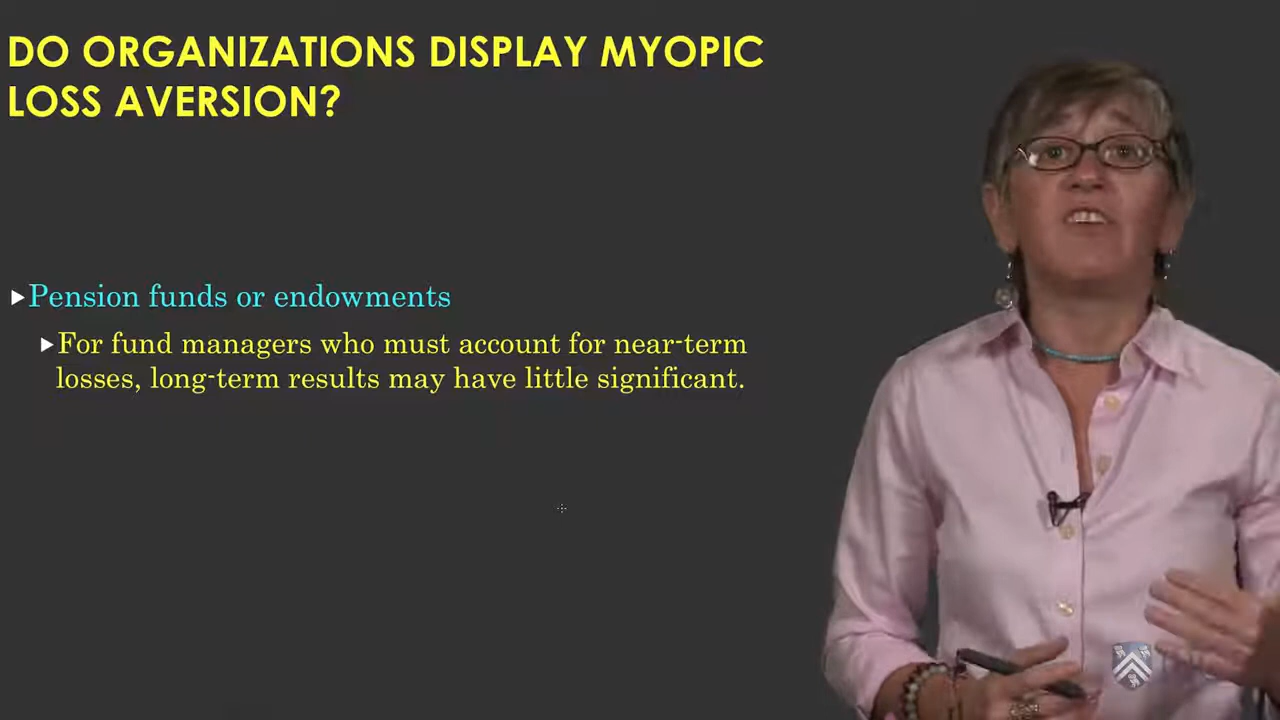 DO ORGANIZATIONS DISPLAY MYOPIC
LOSS AVERSION?
Pension funds or endowments
For fund managers who must account for near-term
losses, long-term results may have little significant.